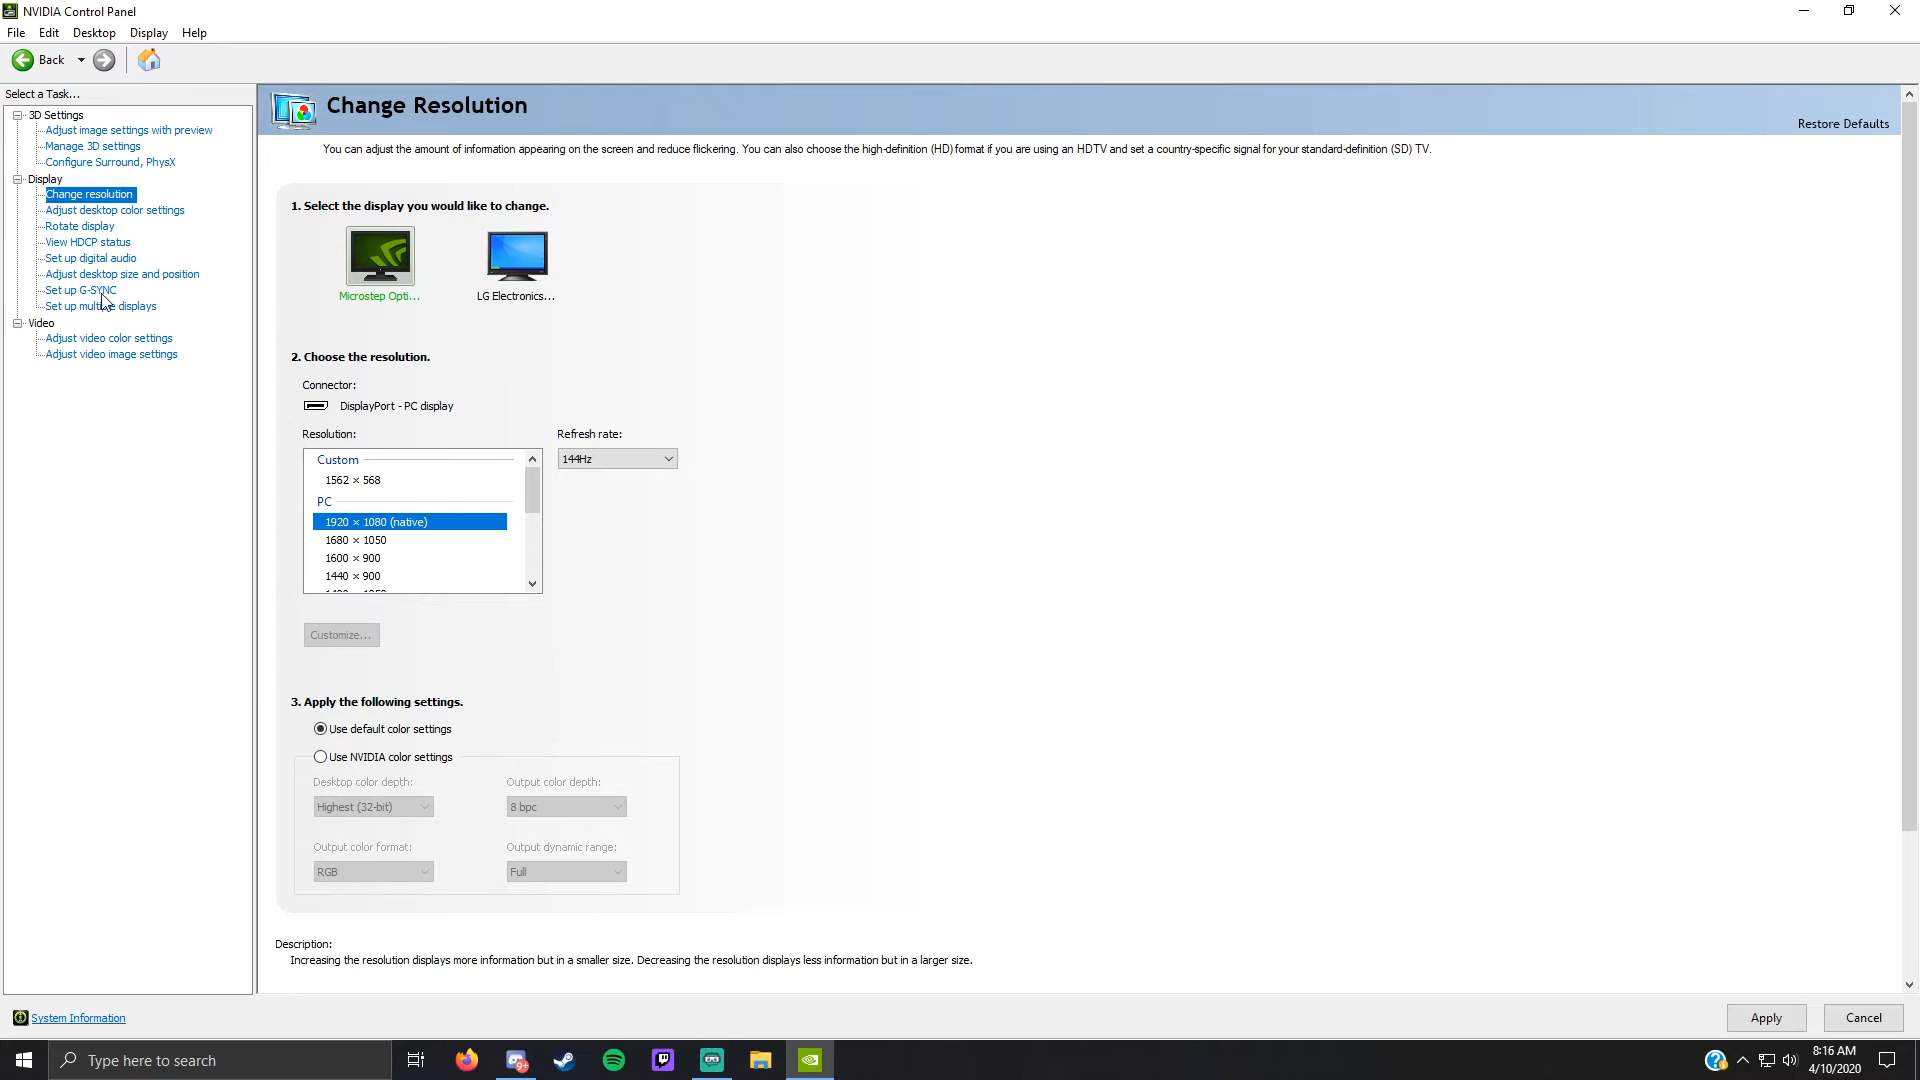 NVIDIA Control Panel
File Edit Desktop Display Help
Back
Select a Task...
3D Settings
Adjust image settings with preview
Manage 3D settings
Configure Surround, PhysX
Display
Change resolution
Adjust desktop color settings
Rotate display
View HDCP status
Set up digital audio
Adjust desktop size and position
Set up G-SYNC
Set up multiple displays
Video
Adjust video color settings
Adjust video image settings
System Information
Change Resolution
Restore Defaults
You can adjust the amount of information appearing on the screen and reduce flickering. You can also choose the high-definition (HD) format if you are using an HDTV and set a country-specific signal for your standard-definition (SD) TV.
1. Select the display you would like to change.
Microstep Opti... LG Electronics...
2. Choose the resolution.
Connector:
DisplayPort - PC display
Resolution: Refresh rate:
144Hz
Custom
1562 × 568
PC
1920 × 1080 (native)
1680 × 1050
1600 × 900
1440 × 900
Customize...
3. Apply the following settings.
Use default color settings
Use NVIDIA color settings
Desktop color depth: Output color depth:
Highest (32-bit) 8 bpc
Output color format: Output dynamic range:
RGB Full
Description:
Increasing the resolution displays more information but in a smaller size. Decreasing the resolution displays less information but in a larger size.
Apply Cancel
Type here to search
9+
8:16 AM
4/10/2020